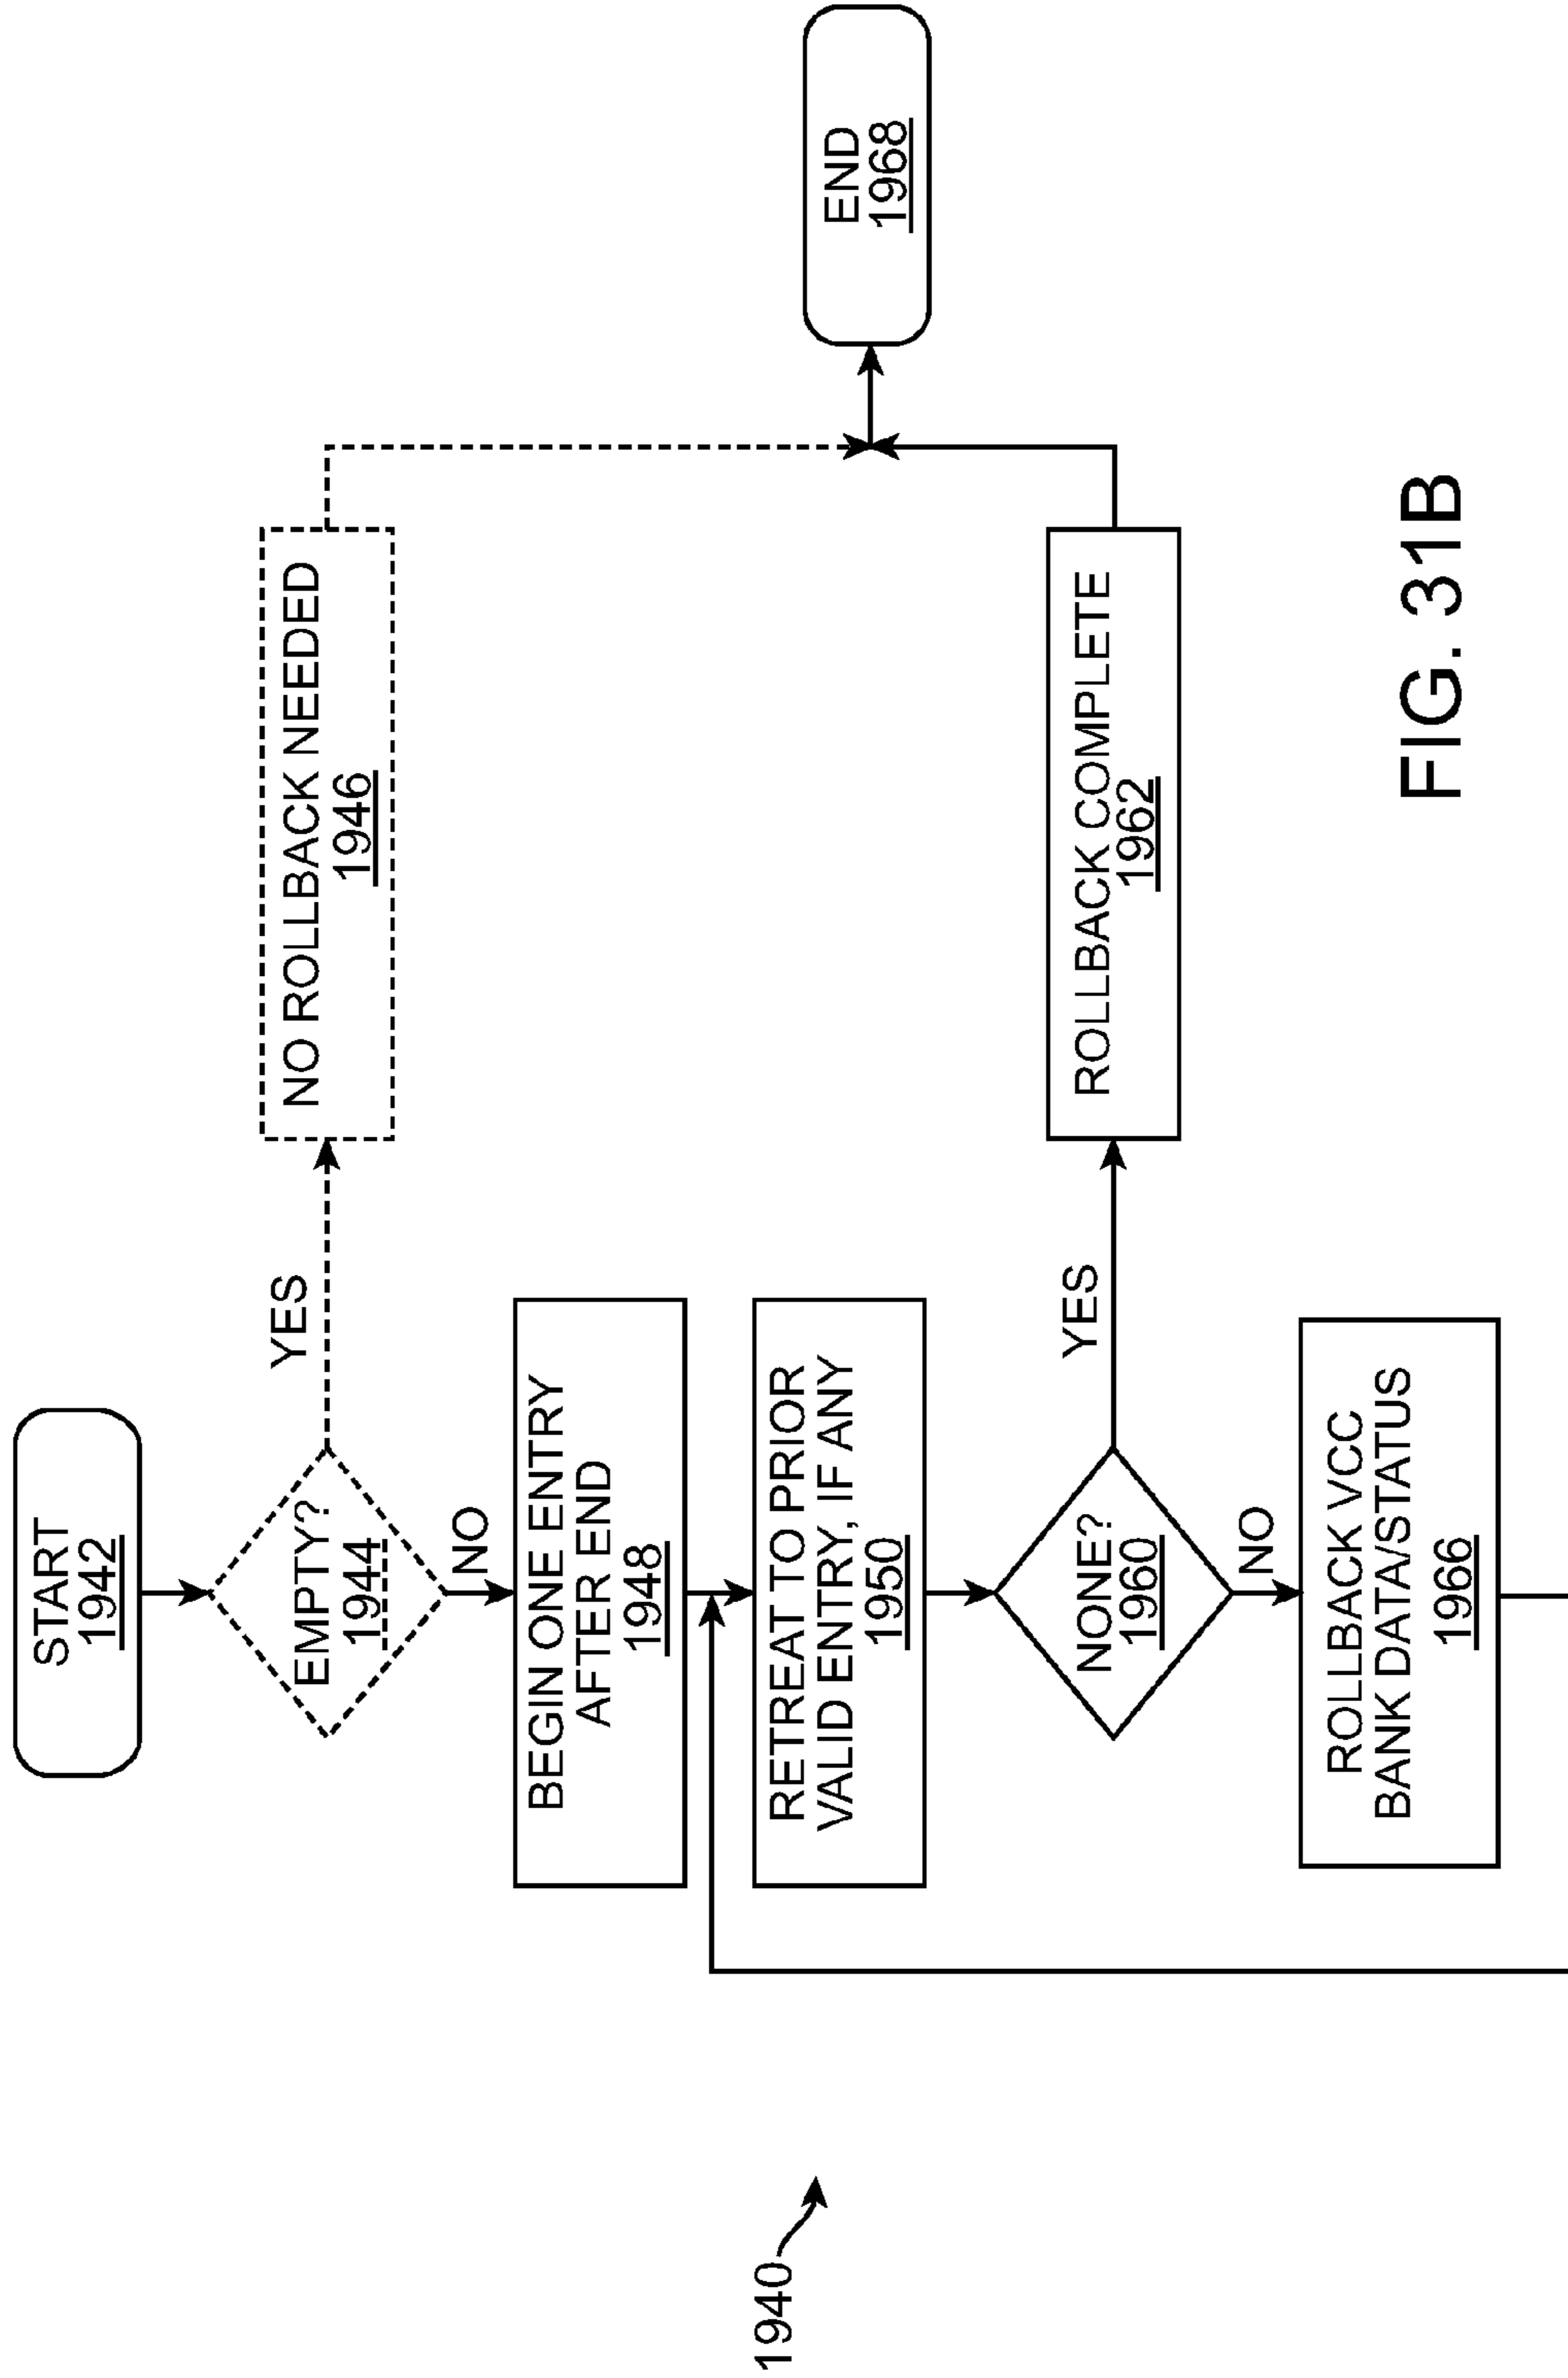 START
1942
EMPTY?
1944
YES
NO ROLLBACK NEEDED
1946
NO
BEGIN ONE ENTRY
AFTER END
1948
RETREAT TO PRIOR
VALID ENTRY, IF ANY
1950
NONE?
1960
YES
ROLLBACK COMPLETE
1962
END
1968
NO
ROLLBACK VCC
BANK DATA/STATUS
1966
1940
FIG. 31B